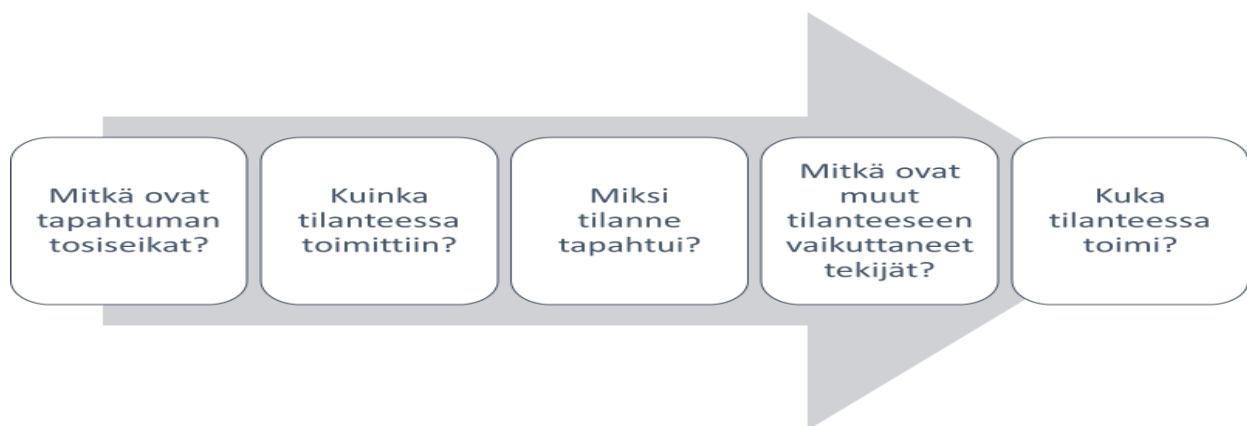 Mitkä ovat
tapahtuman
tosiseikat?
Kuinka
tilanteessa
toimittiin?
Miksi
tilanne
tapahtui?
Mitkä ovat
muut
tilanteeseen
vaikuttaneet
tekijät?
Kuka
tilanteessa
toimi?